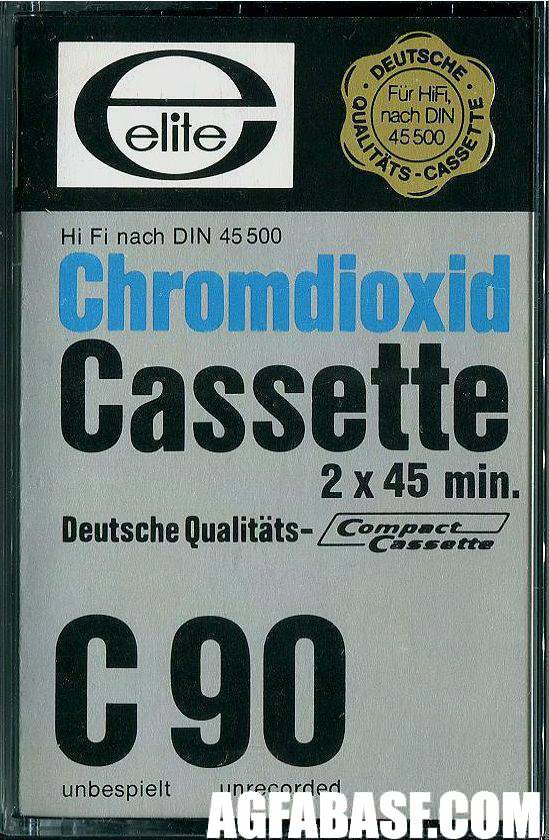 elite
DEUTSCHE QUALITÄTS-CASSETTE
Für HiFi,
nach DIN
45 500
Hi Fi nach DIN 45 500
Chromdioxid
Cassette
2 x 45 min.
Deutsche Qualitäts- Compact
Cassette
C 90
unbespielt unrecorded
AGFABASF.COM